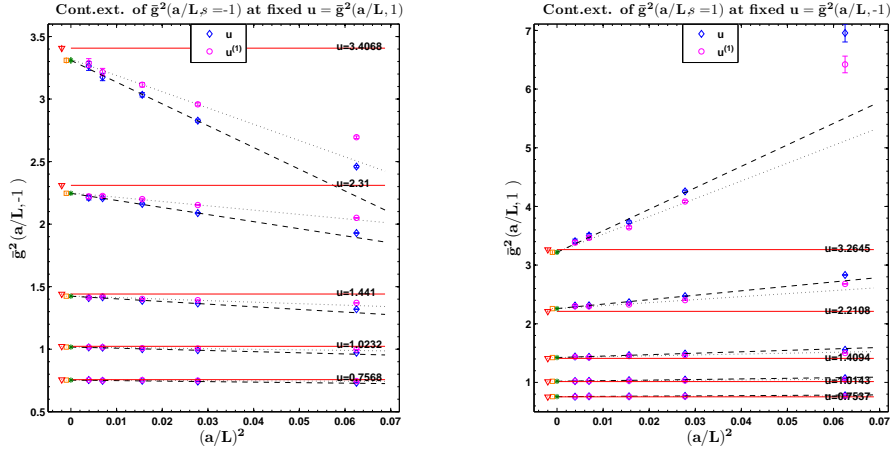 Cont.ext. of ḡ²(a/L,s =-1) at fixed u = ḡ²(a/L, 1)
u
u⁽¹⁾
u=3.4068
u=2.31
u=1.441
u=1.0232
u=0.7568
3.5
3
2.5
2
1.5
1
0.5
ḡ²(a/L,-1 )
0
0.01
0.02
0.03
0.04
0.05
0.06
0.07
(a/L)²
Cont.ext. of ḡ²(a/L,s =1) at fixed u = ḡ²(a/L,-1)
u
u⁽¹⁾
u=3.2645
u=2.2108
u=1.4094
u=1.0143
u=0.7537
7
6
5
4
3
2
1
ḡ²(a/L, 1 )
0
0.01
0.02
0.03
0.04
0.05
0.06
0.07
(a/L)²